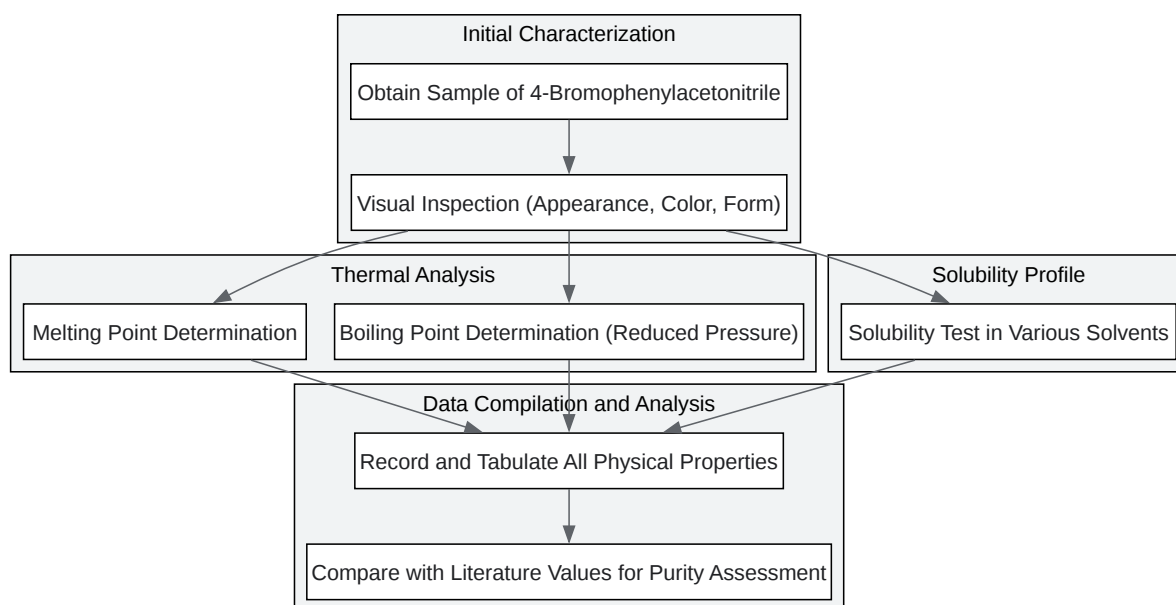 Initial Characterization
Obtain Sample of 4-Bromophenylacetonitrile
Visual Inspection (Appearance, Color, Form)
Thermal Analysis
Solubility Profile
Melting Point Determination
Boiling Point Determination (Reduced Pressure)
Solubility Test in Various Solvents
Data Compilation and Analysis
Record and Tabulate All Physical Properties
Compare with Literature Values for Purity Assessment